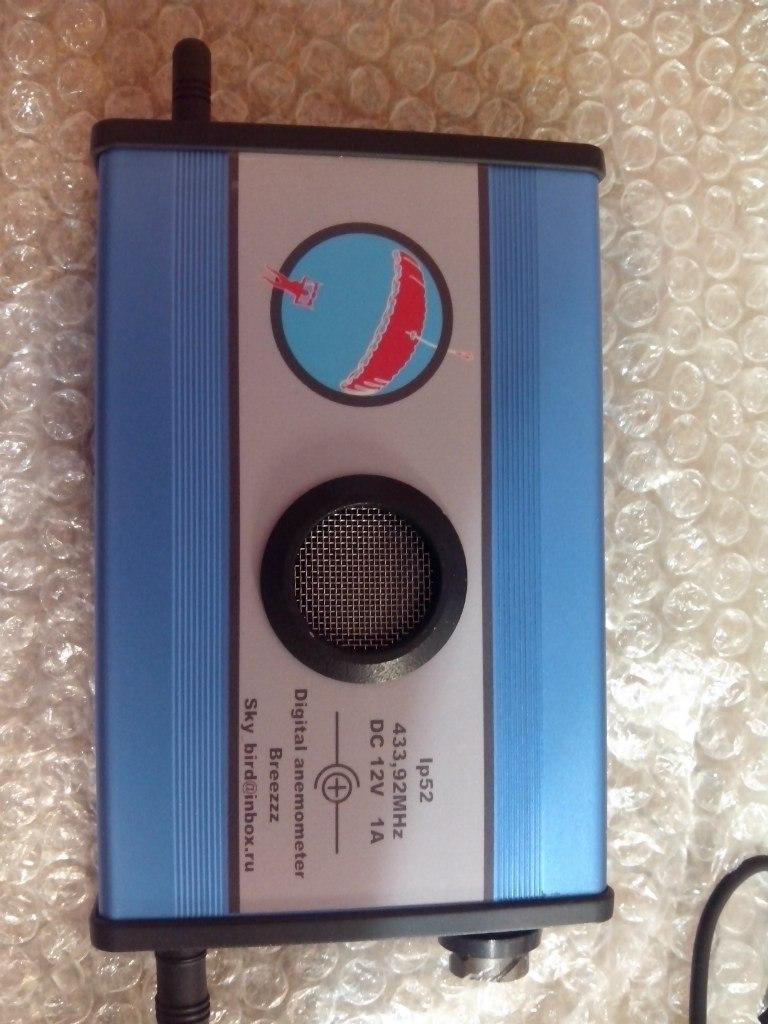 Ip52
433,92MHz
DC 12V 1A
Digital anemometer
Breezzz
Sky bird@inbox.ru